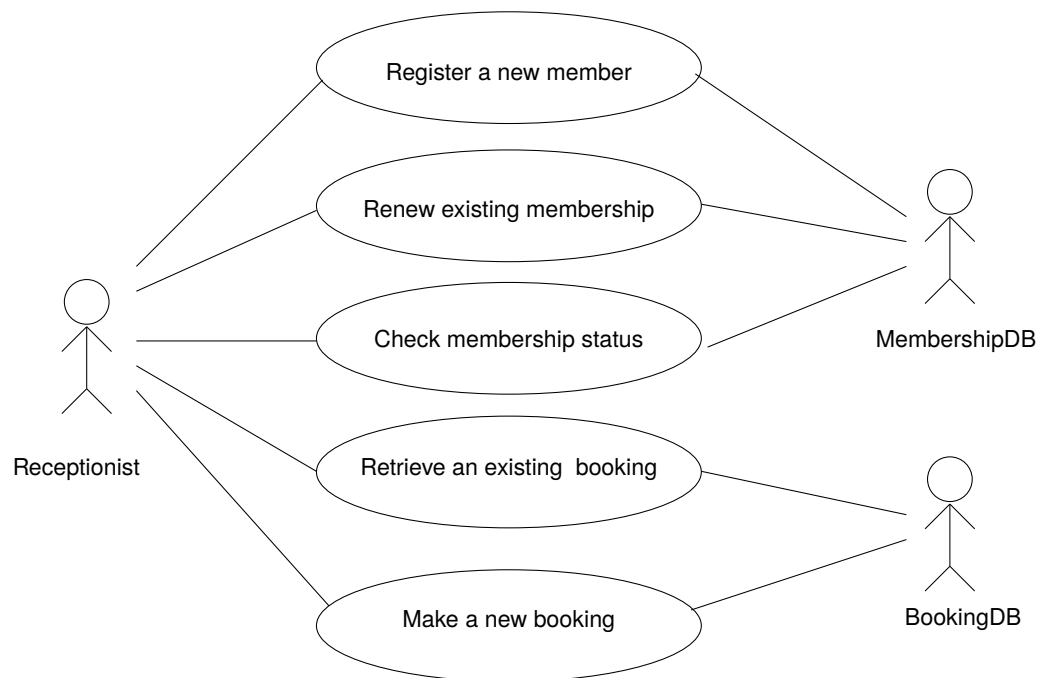 Register a new member
Renew existing membership
Check membership status
MembershipDB
Receptionist
Retrieve an existing booking
Make a new booking
BookingDB